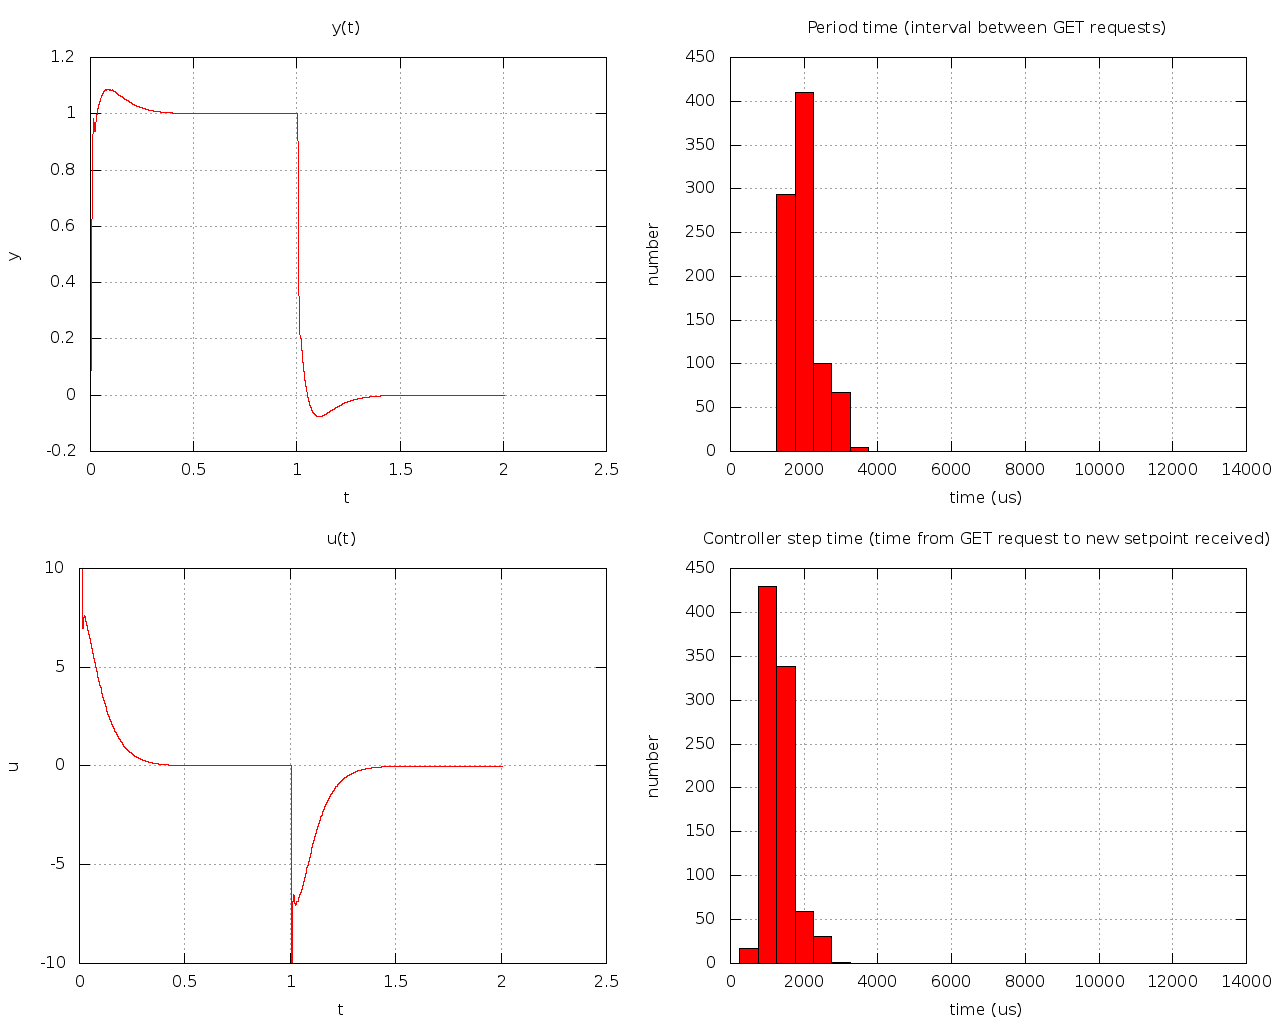 y(t)
1.2
1
0.8
0.6
0.4
0.2
0
-0.2
y
0 0.5 1 1.5 2 2.5
t
Period time (interval between GET requests)
450
400
350
300
250
200
150
100
50
0
number
0 2000 4000 6000 8000 10000 12000 14000
time (us)
u(t)
10
5
0
-5
-10
u
0 0.5 1 1.5 2 2.5
t
Controller step time (time from GET request to new setpoint received)
450
400
350
300
250
200
150
100
50
0
number
0 2000 4000 6000 8000 10000 12000 14000
time (us)